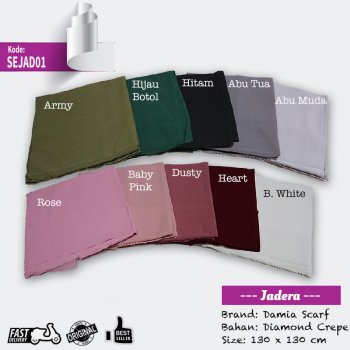 Kode:
SEJAD01
Army
Hijau
Botol
Hitam
Abu Tua
Abu Muda
Rose
Baby
Pink
Dusty
Heart
B. White
--- Jadera ---
Brand: Damia Scarf
Bahan: Diamond Crepe
Size: 130 x 130 cm
FAST
DELIVERY
ORIGINAL
BEST
SELLER